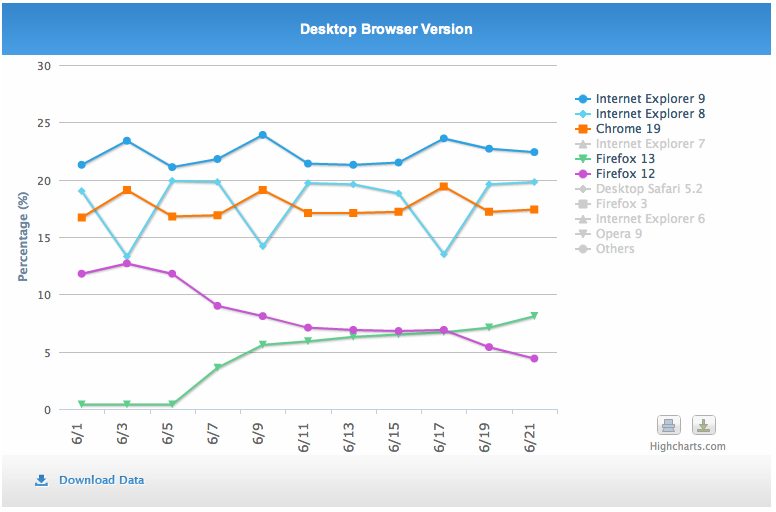 Desktop Browser Version
30
25
20
15
10
5
0
Percentage (%)
6/1
6/3
6/5
6/7
6/9
6/11
6/13
6/15
6/17
6/19
6/21
Internet Explorer 9
Internet Explorer 8
Chrome 19
Internet Explorer 7
Firefox 13
Firefox 12
Desktop Safari 5.2
Firefox 3
Internet Explorer 6
Opera 9
Others
Highcharts.com
Download Data